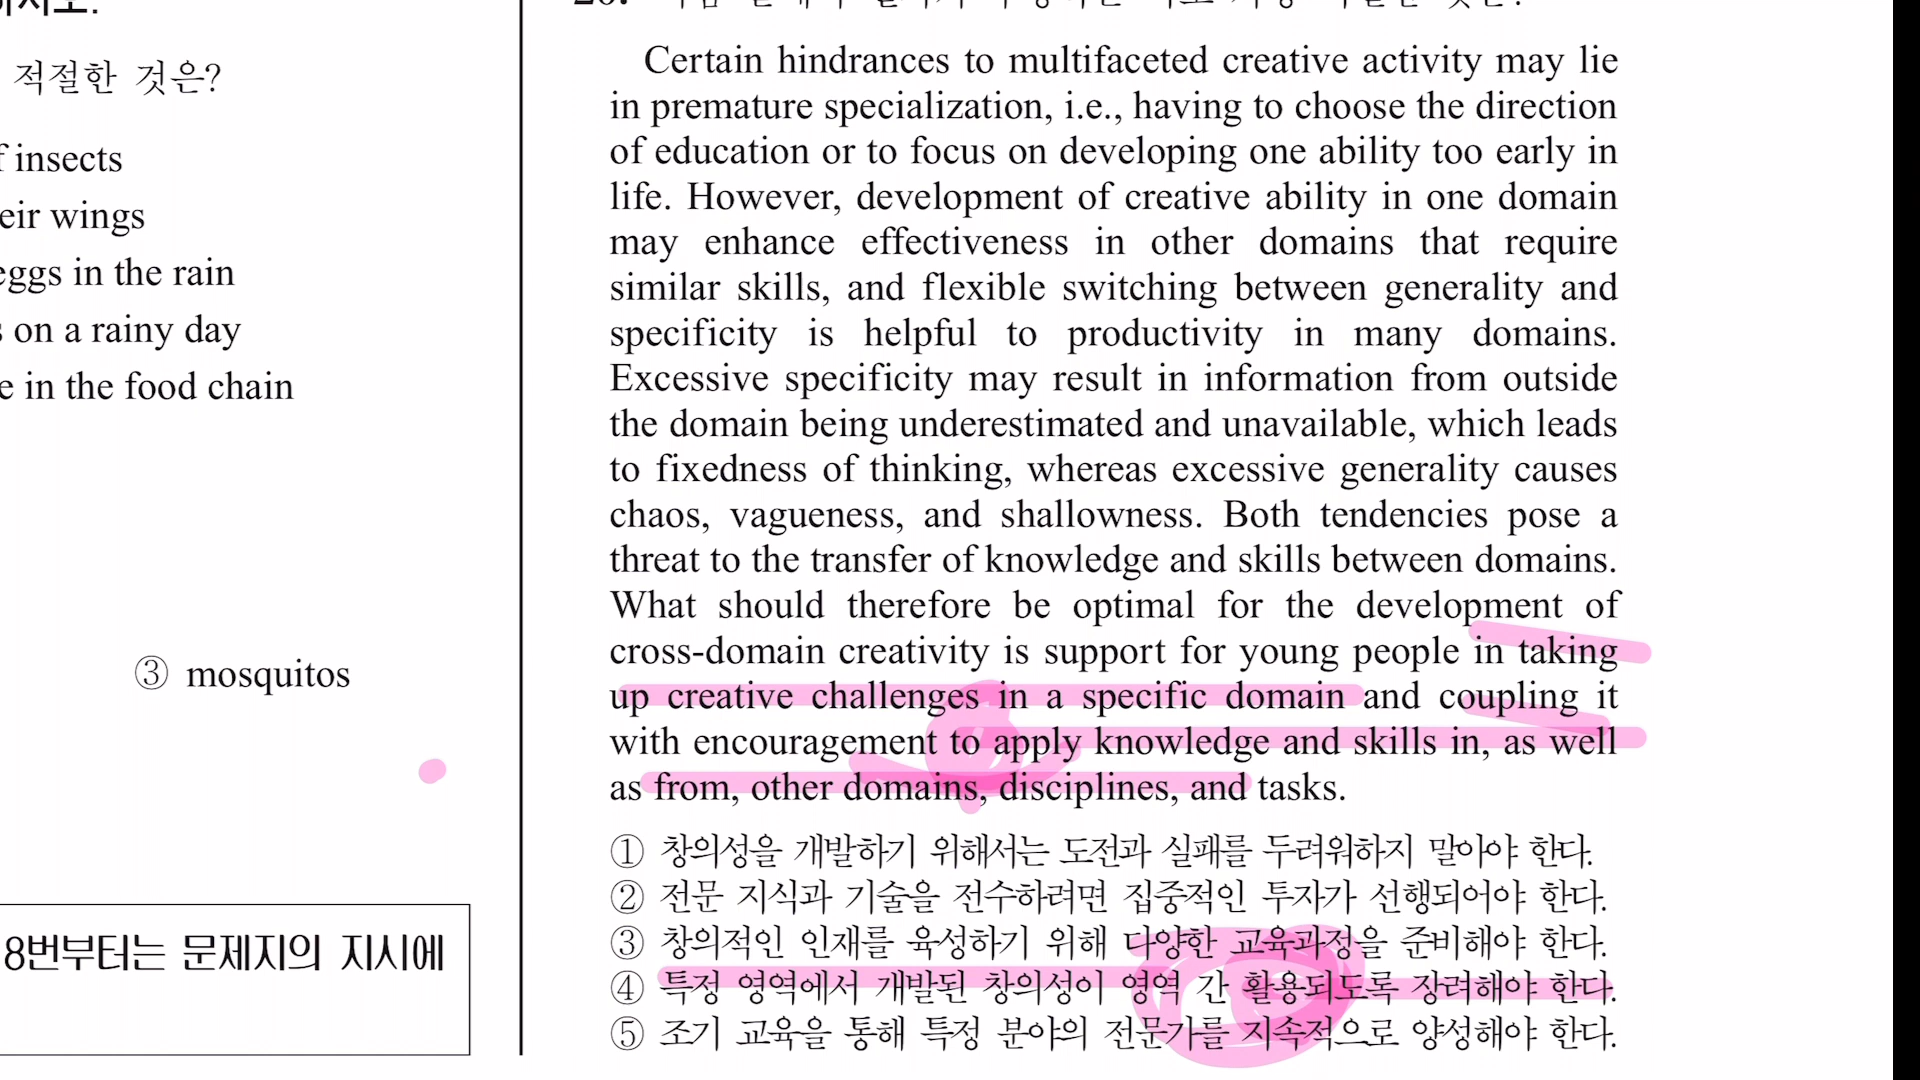 적절한 것은?
insects
eir wings
eggs in the rain
on a rainy day
e in the food chain
③ mosquitos
8번부터는 문제지의 지시에
Certain hindrances to multifaceted creative activity may lie
in premature specialization, i.e., having to choose the direction
of education or to focus on developing one ability too early in
life. However, development of creative ability in one domain
may enhance effectiveness in other domains that require
similar skills, and flexible switching between generality and
specificity is helpful to productivity in many domains.
Excessive specificity may result in information from outside
the domain being underestimated and unavailable, which leads
to fixedness of thinking, whereas excessive generality causes
chaos, vagueness, and shallowness. Both tendencies pose a
threat to the transfer of knowledge and skills between domains.
What should therefore be optimal for the development of
cross-domain creativity is support for young people in taking
up creative challenges in a specific domain and coupling it
with encouragement to apply knowledge and skills in, as well
as from, other domains, disciplines, and tasks.
① 창의성을 개발하기 위해서는 도전과 실패를 두려워하지 말아야 한다.
② 전문 지식과 기술을 전수하려면 집중적인 투자가 선행되어야 한다.
③ 창의적인 인재를 육성하기 위해 다양한 교육과정을 준비해야 한다.
④ 특정 영역에서 개발된 창의성이 영역 간 활용되도록 장려해야 한다.
⑤ 조기 교육을 통해 특정 분야의 전문가를 지속적으로 양성해야 한다.